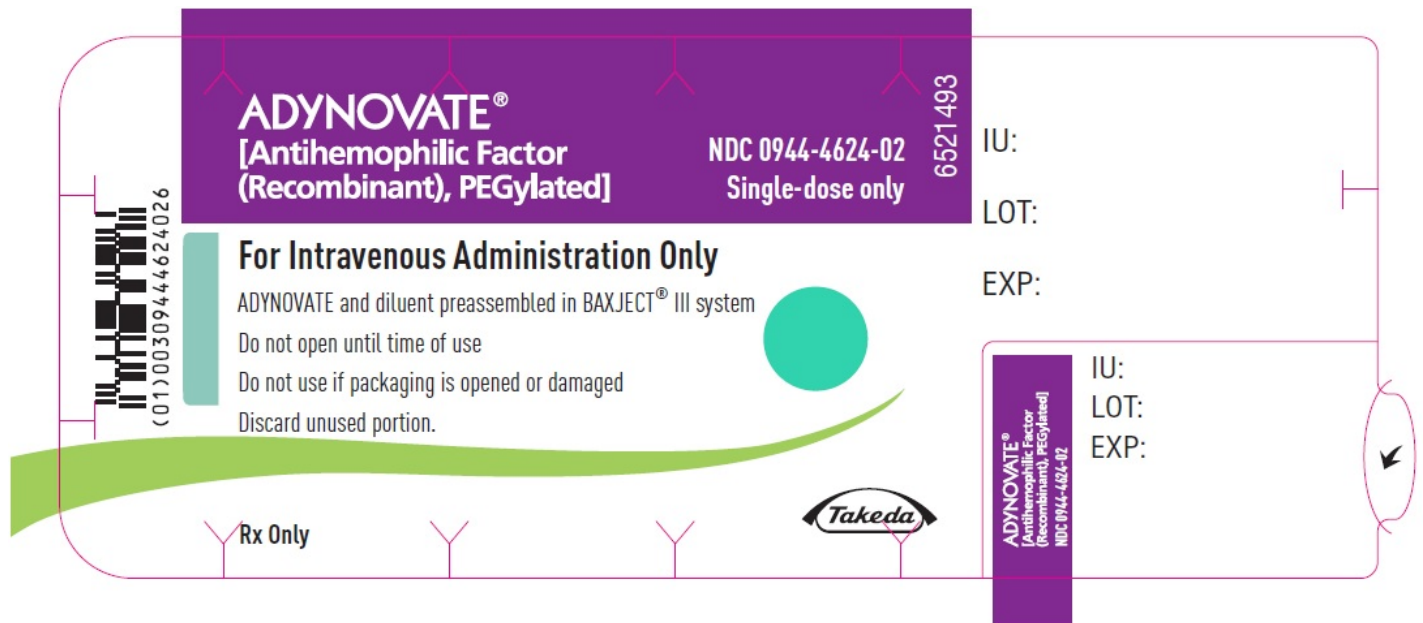 ADYNOVATE®
[Antihemophilic Factor
(Recombinant), PEGylated]
NDC 0944-4624-02
Single-dose only
6521493
(01)00309444624026
For Intravenous Administration Only
ADYNOVATE and diluent preassembled in BAXJECT® III system
Do not open until time of use
Do not use if packaging is opened or damaged
Discard unused portion.
Rx Only
Takeda
IU:
LOT:
EXP:
ADYNOVATE®
[Antihemophilic Factor
(Recombinant), PEGylated]
NDC 0944-4624-02
IU:
LOT:
EXP: